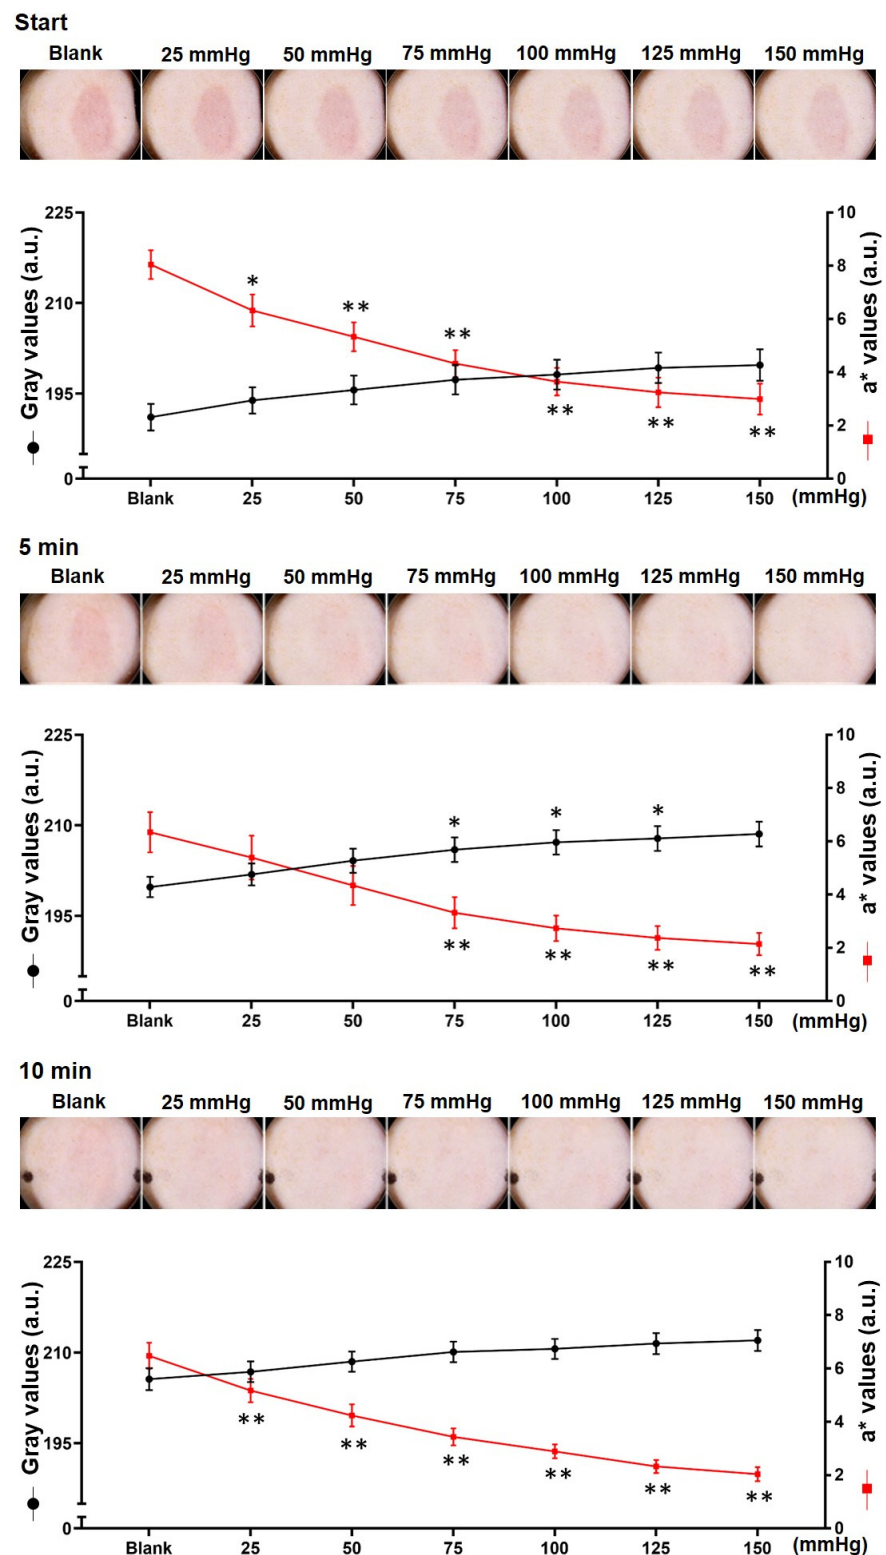 Start
Blank 25 mmHg 50 mmHg 75 mmHg 100 mmHg 125 mmHg 150 mmHg
Gray values (a.u.)
225
210
195
0
* ** ** ** ** **
10
8
6
4
2
0
a* values (a.u.)
Blank 25 50 75 100 125 150 (mmHg)
5 min
Blank 25 mmHg 50 mmHg 75 mmHg 100 mmHg 125 mmHg 150 mmHg
Gray values (a.u.)
225
210
195
0
* * *
** ** ** **
10
8
6
4
2
0
a* values (a.u.)
Blank 25 50 75 100 125 150 (mmHg)
10 min
Blank 25 mmHg 50 mmHg 75 mmHg 100 mmHg 125 mmHg 150 mmHg
Gray values (a.u.)
225
210
195
0
** ** ** ** ** **
10
8
6
4
2
0
a* values (a.u.)
Blank 25 50 75 100 125 150 (mmHg)